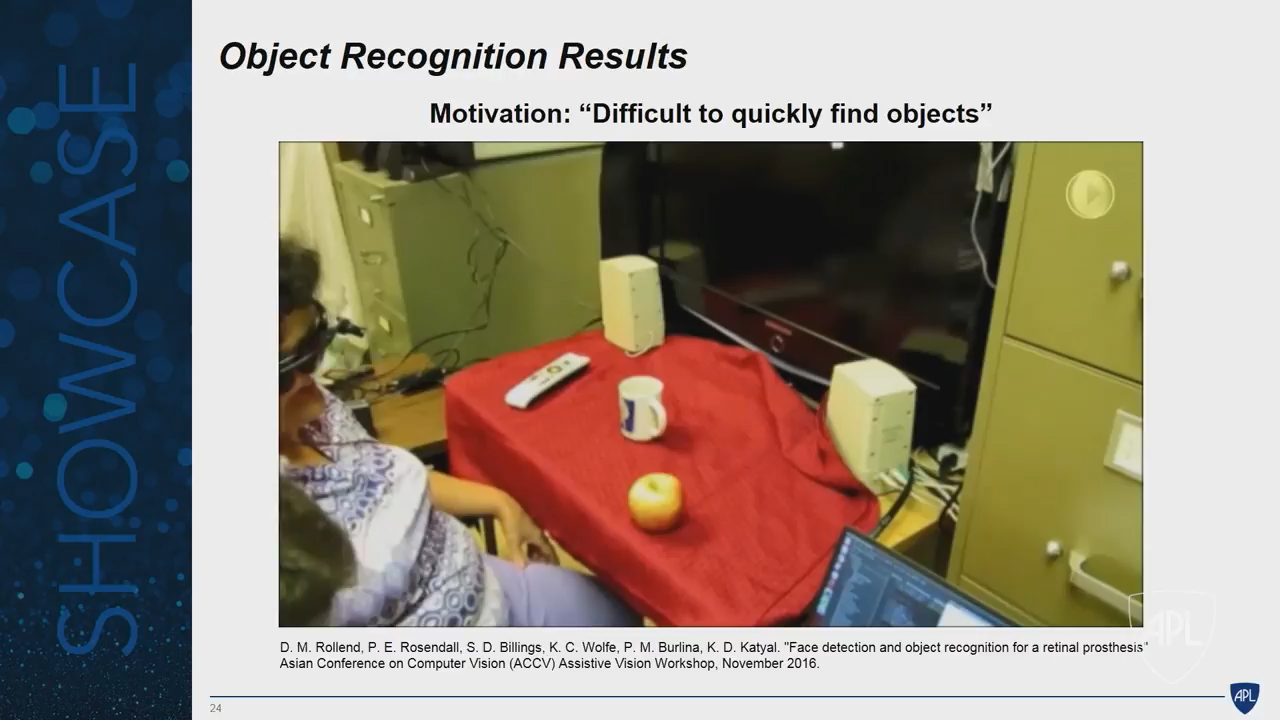 SHOWCASE
Object Recognition Results
Motivation: “Difficult to quickly find objects”
D. M. Rollend, P. E. Rosendall, S. D. Billings, K. C. Wolfe, P. M. Burlina, K. D. Katyal. "Face detection and object recognition for a retinal prosthesis"
Asian Conference on Computer Vision (ACCV) Assistive Vision Workshop, November 2016.
APL
24
APL